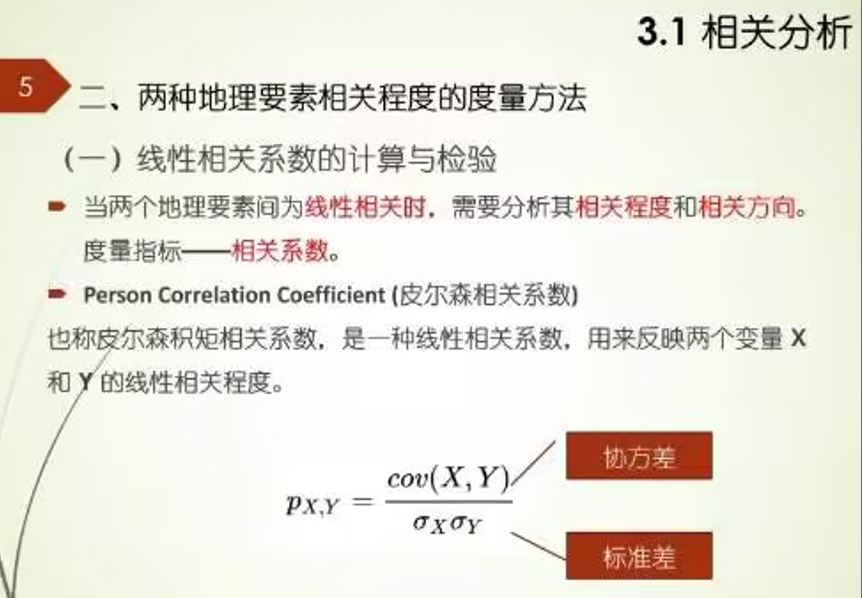 3.1 相关分析
5
二、两种地理要素相关程度的度量方法
（一）线性相关系数的计算与检验
当两个地理要素间为线性相关时，需要分析其相关程度和相关方向。
度量指标——相关系数。
Person Correlation Coefficient (皮尔森相关系数)
也称皮尔森积矩相关系数，是一种线性相关系数，用来反映两个变量 X
和 Y 的线性相关程度。
协方差
p_{X,Y} = \frac{cov(X,Y)}{σ_X σ_Y}
标准差